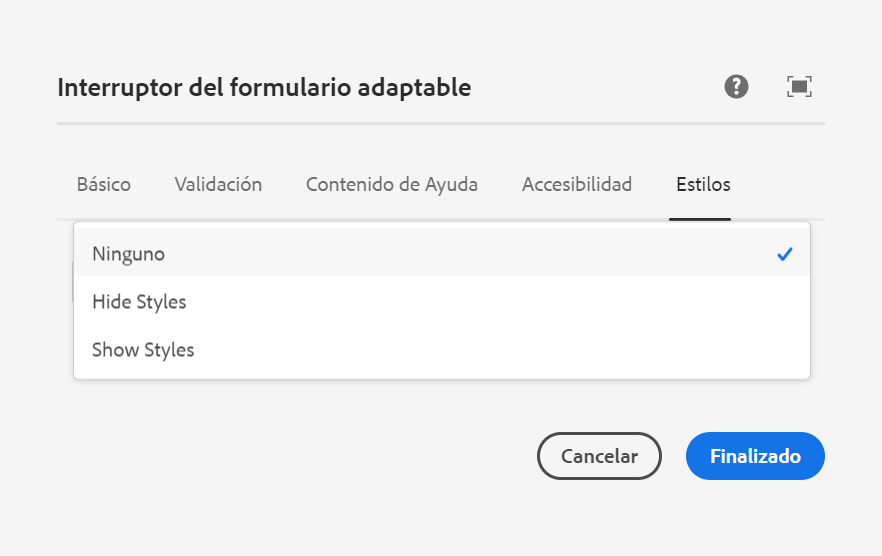 Interruptor del formulario adaptable
Básico Validación Contenido de Ayuda Accesibilidad Estilos
Ninguno
Hide Styles
Show Styles
Cancelar Finalizado